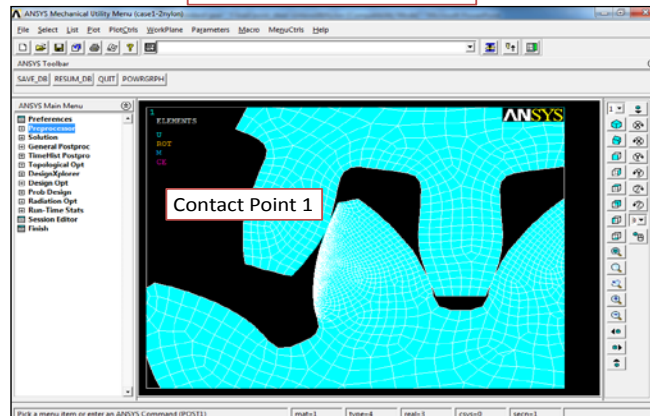 ANSYS Mechanical Utility Menu (case1-2nylon)
File Select List Plot PlotCtrls WorkPlane Parameters Macro MenuCtrls Help
ANSYS Toolbar
SAVE_DB RESUM_DB QUIT POWRGRPH
ANSYS Main Menu
Preferences
Preprocessor
Solution
General Postproc
TimeHist Postpro
Topological Opt
DesignXplorer
Design Opt
Prob Design
Radiation Opt
Run-Time Stats
Session Editor
Finish
1
ELEMENTS
U
ROT
M
CE
ANSYS
Contact Point 1
1
3
Pick a menu item or enter an ANSYS Command (POST1)
mat=1
type=4
real=3
csys=0
secn=1